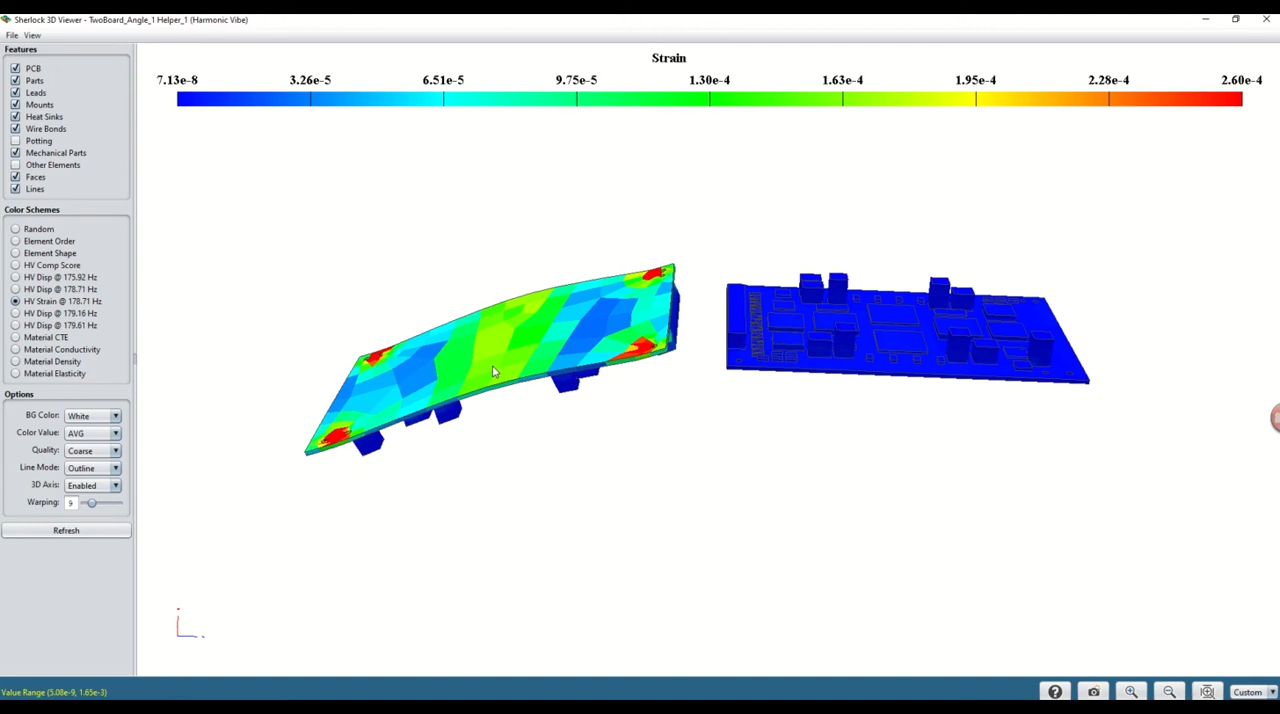 Sherlock 3D Viewer - TwoBoard_Angle_1 Helper_1 (Harmonic Vibe)
File View
Features
PCB
Parts
Leads
Mounts
Heat Sinks
Wire Bonds
Potting
Mechanical Parts
Other Elements
Faces
Lines
Color Schemes
Random
Element Order
Element Shape
HV Comp Score
HV Disp @ 175.92 Hz
HV Disp @ 178.71 Hz
HV Strain @ 178.71 Hz
HV Disp @ 179.16 Hz
HV Disp @ 179.61 Hz
Material CTE
Material Conductivity
Material Density
Material Elasticity
Options
BG Color: White
Color Value: AVG
Quality: Coarse
Line Mode: Outline
3D Axis: Enabled
Warping: 9
Refresh
Strain
7.13e-8 3.26e-5 6.51e-5 9.75e-5 1.30e-4 1.63e-4 1.95e-4 2.28e-4 2.60e-4
Value Range (5.08e-9, 1.65e-3)
Custom